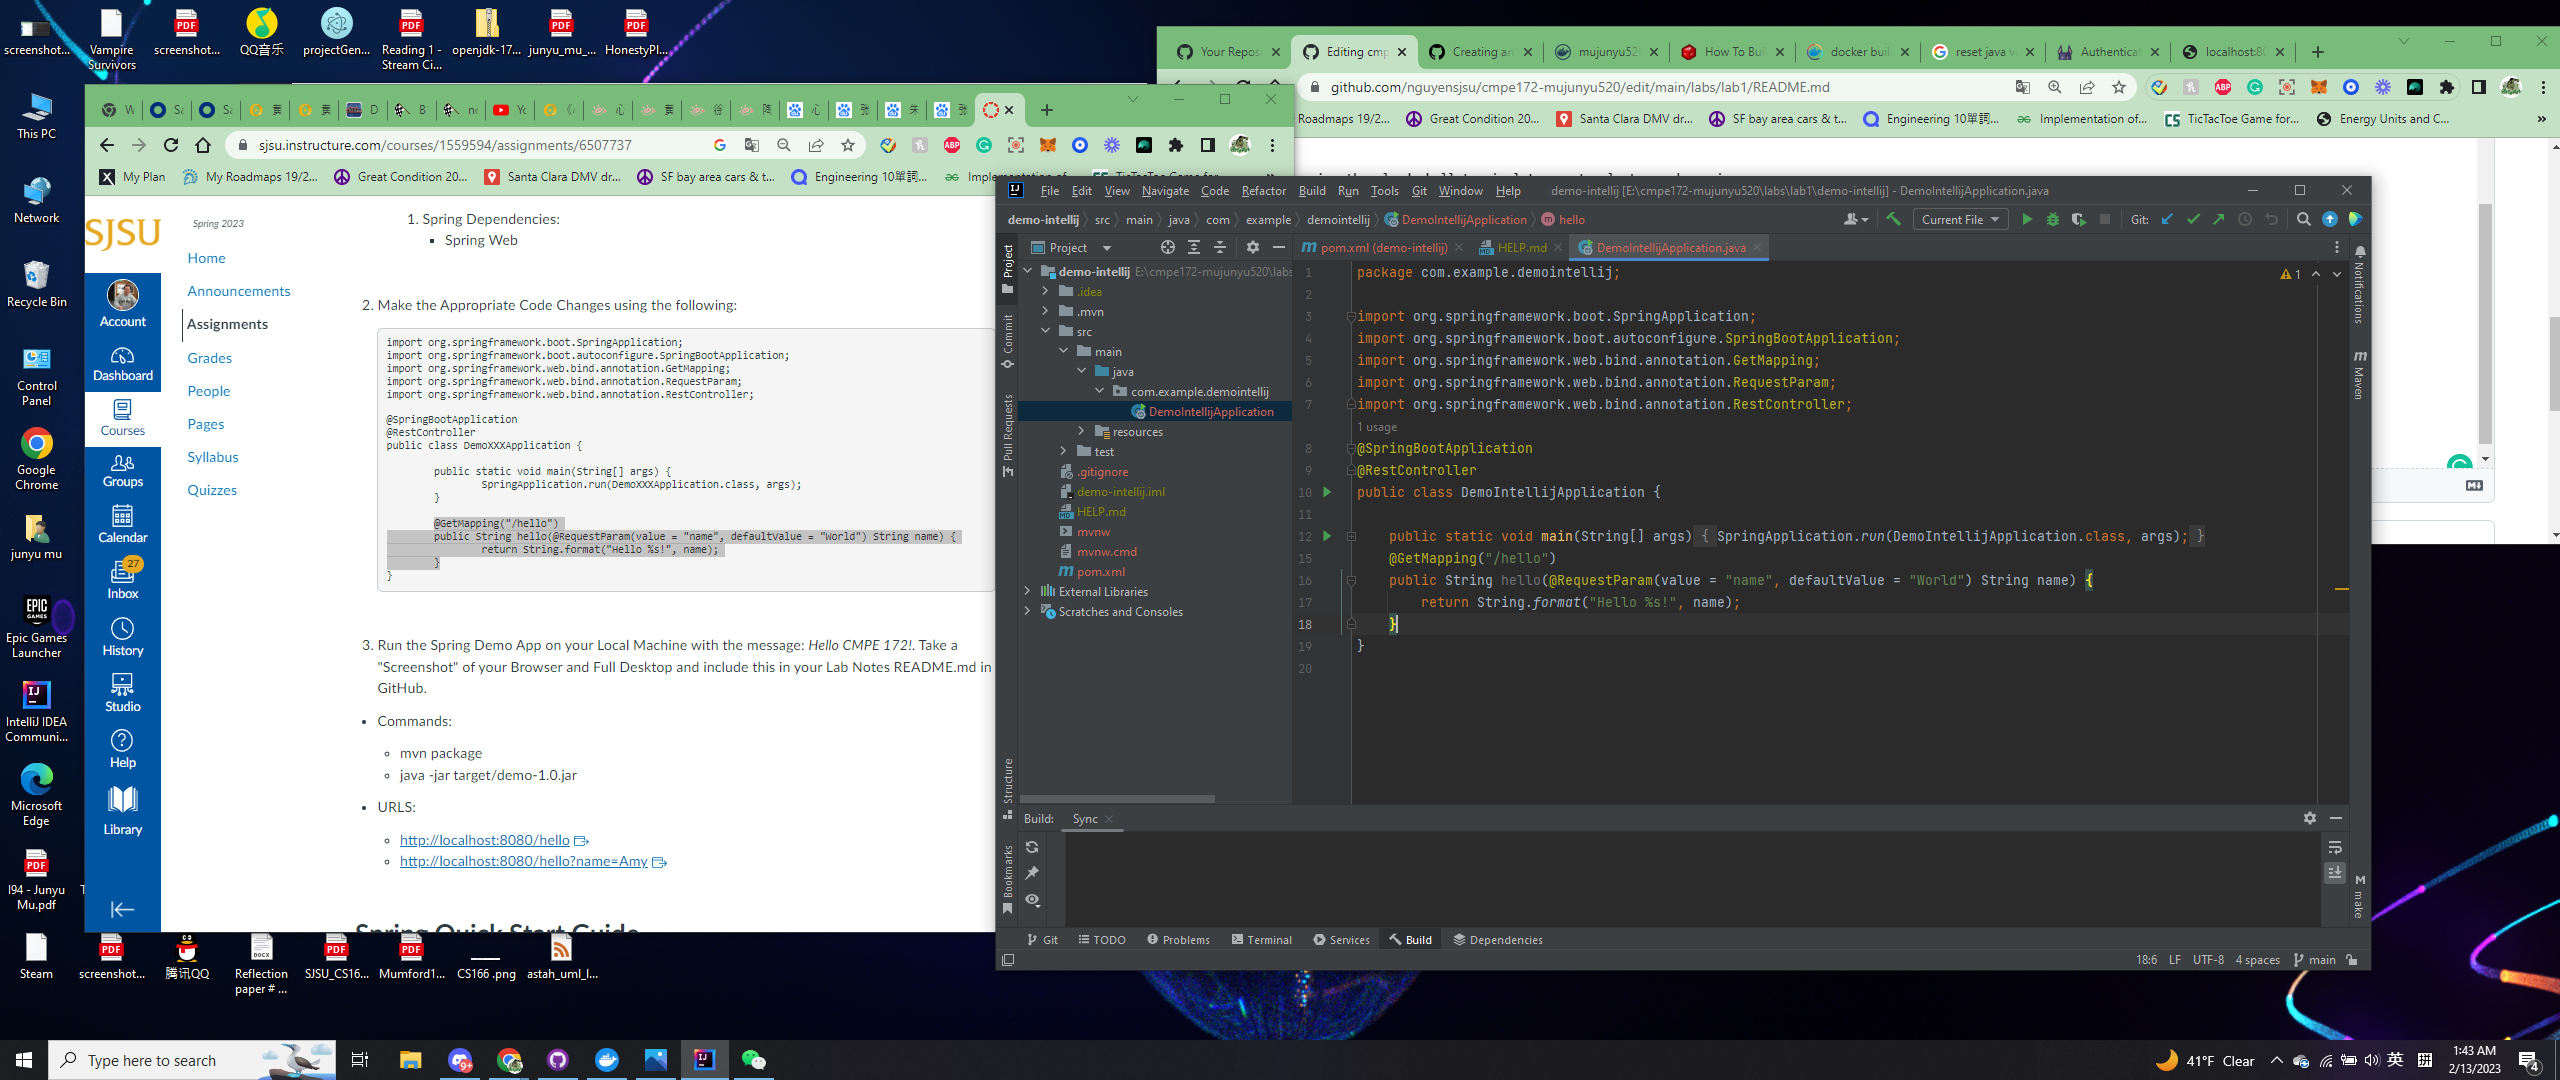 screenshot...
Vampire Survivors
screenshot...
QQ音乐
projectGen...
Reading 1 - Stream Ci...
openjdk-17...
junyu_mu_...
HonestyPl...
This PC
Network
Recycle Bin
Control Panel
Google Chrome
junyu mu
Epic Games Launcher
IntelliJ IDEA Communi...
Microsoft Edge
I94 - Junyu Mu.pdf
Steam
screenshot...
腾讯QQ
Reflection paper # ...
SJSU_CS16...
Mumford1...
CS166 .png
astah_uml_l...
Your Repos
Editing cmp
Creating an
mujunyu52
How To Bui
docker buil
reset java v
Authentica
localhost:80
github.com/nguyensjsu/cmpe172-mujunyu520/edit/main/labs/lab1/README.md
Roadmaps 19/2...
Great Condition 20...
Santa Clara DMV dr...
SF bay area cars & t...
Engineering 10單詞...
Implementation of...
TicTacToe Game for...
Energy Units and C...
sjsu.instructure.com/courses/1559594/assignments/6507737
My Plan
My Roadmaps 19/2...
Great Condition 20...
Santa Clara DMV dr...
SF bay area cars & t...
Engineering 10單詞...
SJSU
Account
Dashboard
Courses
Groups
Calendar
27
Inbox
History
Studio
Help
Library
Spring 2023
Home
Announcements
Assignments
Grades
People
Pages
Syllabus
Quizzes
1. Spring Dependencies:
Spring Web
2. Make the Appropriate Code Changes using the following:
import org.springframework.boot.SpringApplication;
import org.springframework.boot.autoconfigure.SpringBootApplication;
import org.springframework.web.bind.annotation.GetMapping;
import org.springframework.web.bind.annotation.RequestParam;
import org.springframework.web.bind.annotation.RestController;
@SpringBootApplication
@RestController
public class DemoXXXApplication {
public static void main(String[] args) {
SpringApplication.run(DemoXXXApplication.class, args);
}
@GetMapping("/hello")
public String hello(@RequestParam(value = "name", defaultValue = "World") String name) {
return String.format("Hello %s!", name);
}
}
3. Run the Spring Demo App on your Local Machine with the message: Hello CMPE 172!. Take a
"Screenshot" of your Browser and Full Desktop and include this in your Lab Notes README.md in
GitHub.
Commands:
mvn package
java -jar target/demo-1.0.jar
URLS:
http://localhost:8080/hello
http://localhost:8080/hello?name=Amy
Spring Quick Start Guide
File Edit View Navigate Code Refactor Build Run Tools Git Window Help
demo-intellij [E:\cmpe172-mujunyu520\labs\lab1\demo-intellij] - DemoIntellijApplication.java
demo-intellij
src
main
java
com
example
demointellij
DemoIntellijApplication
hello
Current File
Git:
Project
pom.xml (demo-intellij)
HELP.md
DemoIntellijApplication.java
Project
Commit
Pull Requests
Structure
Bookmarks
demo-intellij E:\cmpe172-mujunyu520\labs
.idea
.mvn
src
main
java
com.example.demointellij
DemoIntellijApplication
resources
test
.gitignore
demo-intellij.iml
HELP.md
mvnw
mvnw.cmd
pom.xml
External Libraries
Scratches and Consoles
1 package com.example.demointellij;
2
3 import org.springframework.boot.SpringApplication;
4 import org.springframework.boot.autoconfigure.SpringBootApplication;
5 import org.springframework.web.bind.annotation.GetMapping;
6 import org.springframework.web.bind.annotation.RequestParam;
7 import org.springframework.web.bind.annotation.RestController;
1 usage
8 @SpringBootApplication
9 @RestController
10 public class DemoIntellijApplication {
11
12 public static void main(String[] args) { SpringApplication.run(DemoIntellijApplication.class, args); }
15 @GetMapping("/hello")
16 public String hello(@RequestParam(value = "name", defaultValue = "World") String name) {
17 return String.format("Hello %s!", name);
18 }
19 }
20
1
Notifications
Maven
make
Build:
Sync
Git
TODO
Problems
Terminal
Services
Build
Dependencies
18:6
LF
UTF-8
4 spaces
main
Type here to search
41°F Clear
英
拼
1:43 AM
2/13/2023
4